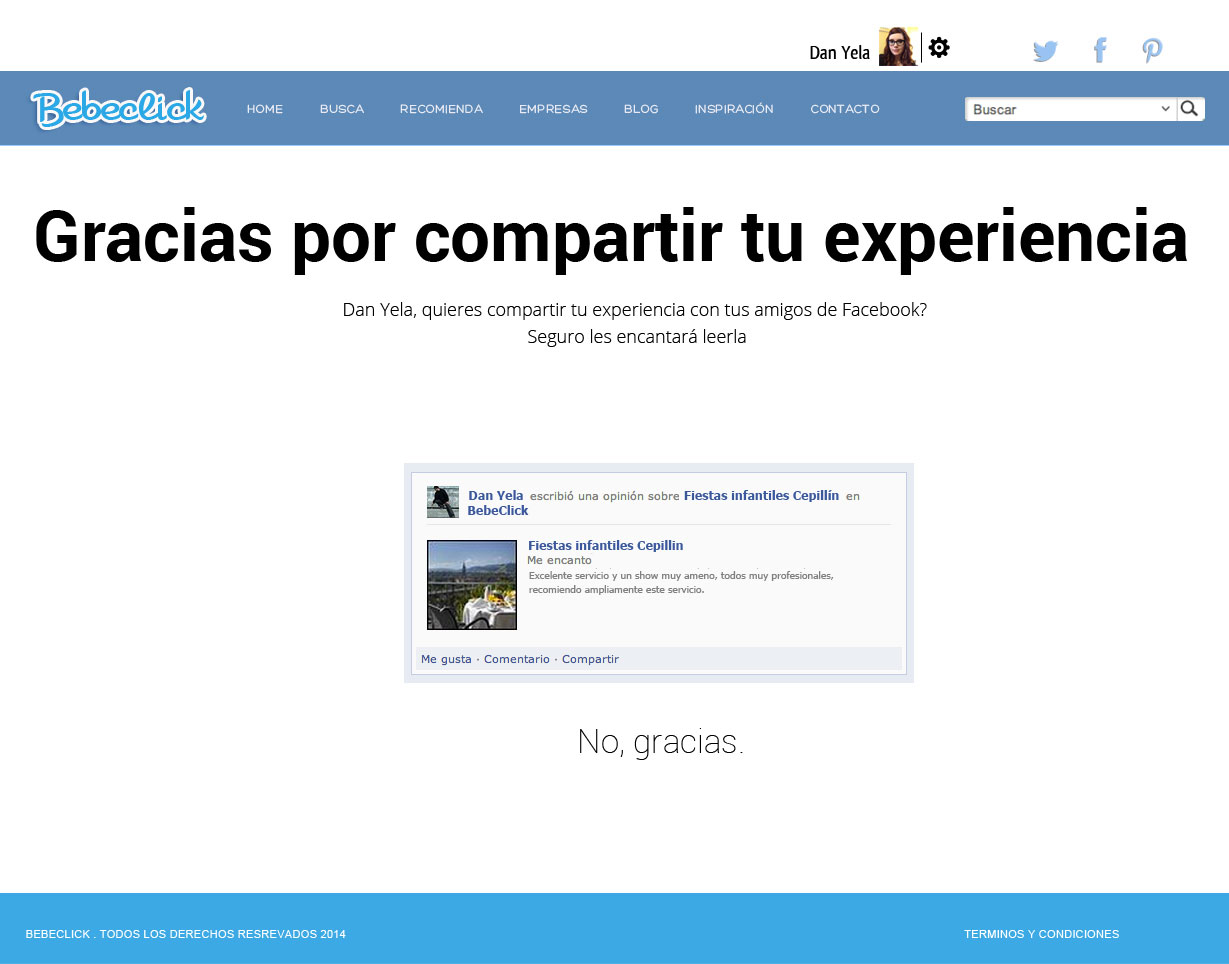 Dan Yela
Bebeclick
HOME BUSCA RECOMIENDA EMPRESAS BLOG INSPIRACIÓN CONTACTO
Buscar
Gracias por compartir tu experiencia
Dan Yela, quieres compartir tu experiencia con tus amigos de Facebook?
Seguro les encantará leerla
Dan Yela escribió una opinión sobre Fiestas infantiles Cepillín en
BebeClick
Fiestas infantiles Cepillin
Me encanto
Excelente servicio y un show muy ameno, todos muy profesionales,
recomiendo ampliamente este servicio.
Me gusta · Comentario · Compartir
No, gracias.
BEBECLICK . TODOS LOS DERECHOS RESREVADOS 2014
TERMINOS Y CONDICIONES